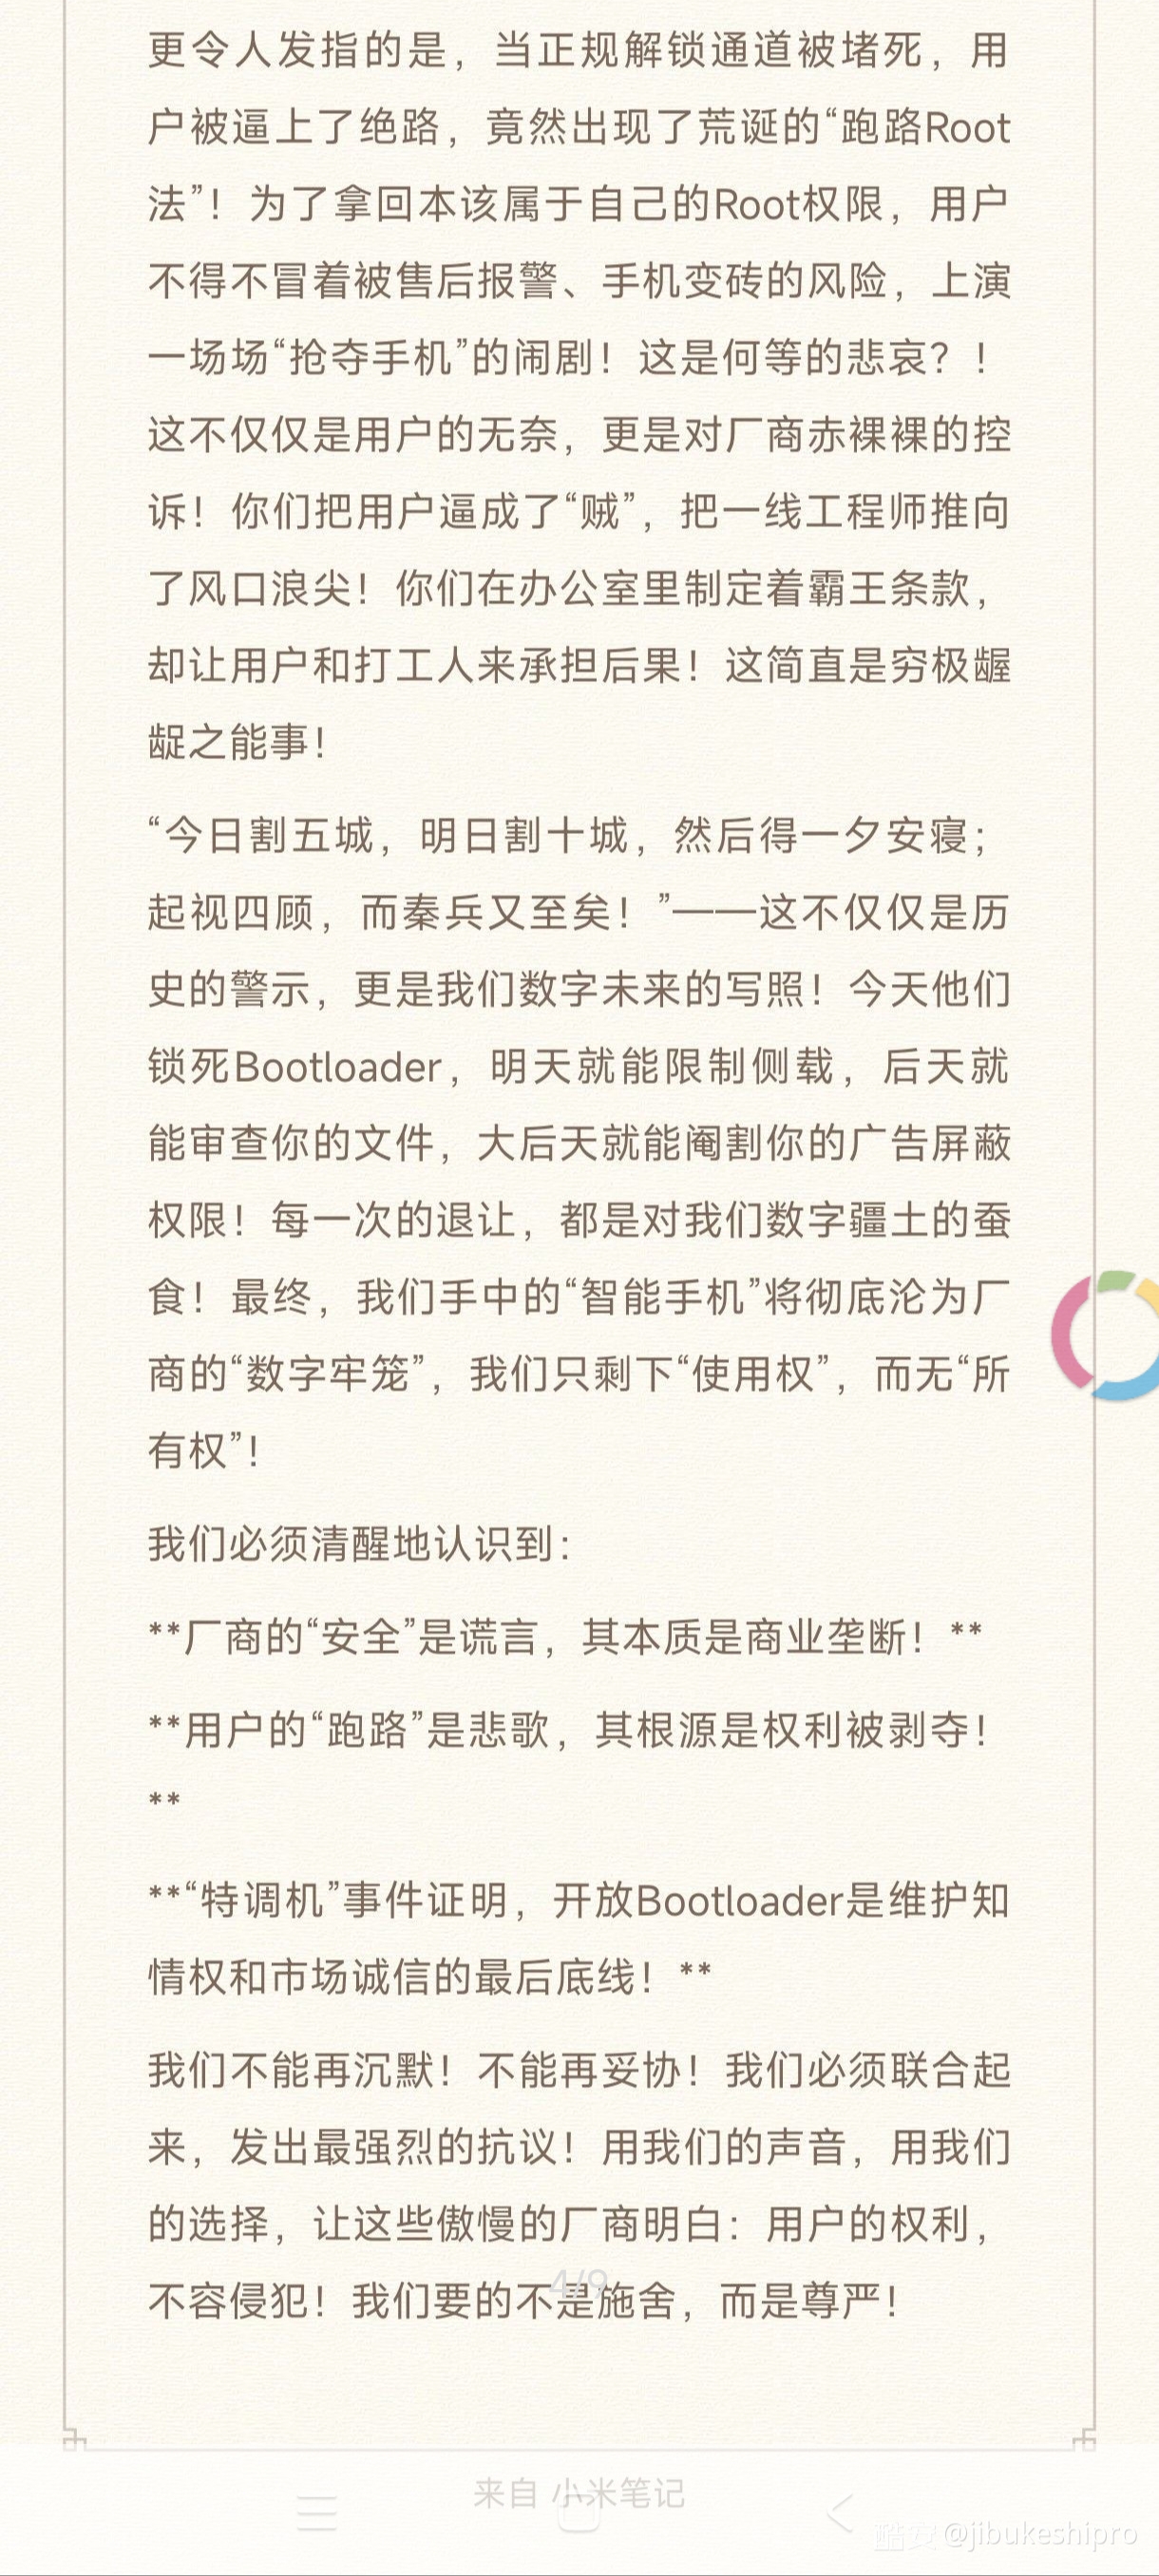 更令人发指的是，当正规解锁通道被堵死，用
户被逼上了绝路，竟然出现了荒诞的“跑路Root
法”！为了拿回本该属于自己的Root权限，用户
不得不冒着被售后报警、手机变砖的风险，上演
一场场“抢夺手机”的闹剧！这是何等的悲哀？！
这不仅仅是用户的无奈，更是对厂商赤裸裸的控
诉！你们把用户逼成了“贼”，把一线工程师推向
了风口浪尖！你们在办公室里制定着霸王条款，
却让用户和打工人来承担后果！这简直是穷极龌
龊之能事！
“今日割五城，明日割十城，然后得一夕安寝；
起视四顾，而秦兵又至矣！”——这不仅仅是历
史的警示，更是我们数字未来的写照！今天他们
锁死Bootloader，明天就能限制侧载，后天就
能审查你的文件，大后天就能阉割你的广告屏蔽
权限！每一次的退让，都是对我们数字疆土的蚕
食！最终，我们手中的“智能手机”将彻底沦为厂
商的“数字牢笼”，我们只剩下“使用权”，而无“所
有权”！
我们必须清醒地认识到：
**厂商的“安全”是谎言，其本质是商业垄断！**
**用户的“跑路”是悲歌，其根源是权利被剥夺！
**
**“特调机”事件证明，开放Bootloader是维护知
情权和市场诚信的最后底线！**
我们不能再沉默！不能再妥协！我们必须联合起
来，发出最强烈的抗议！用我们的声音，用我们
的选择，让这些傲慢的厂商明白：用户的权利，
4/9
不容侵犯！我们要的不是施舍，而是尊严！
来自 小米笔记
酷安 @jibukeshipro